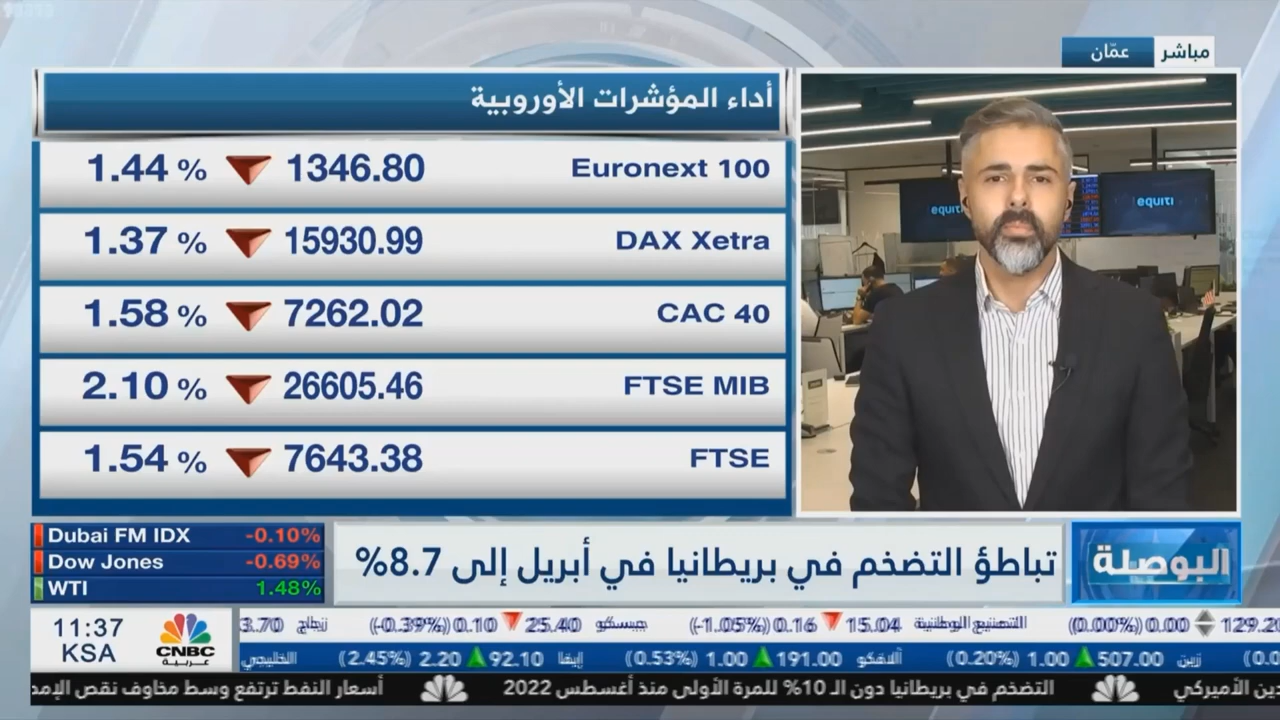 مباشر عمّان
أداء المؤشرات الأوروبية
Euronext 100 1346.80 1.44 %
DAX Xetra 15930.99 1.37 %
CAC 40 7262.02 1.58 %
FTSE MIB 26605.46 2.10 %
FTSE 7643.38 1.54 %
equiti
equiti
Dubai FM IDX -0.10%
Dow Jones -0.69%
WTI 1.48%
البوصلة
تباطؤ التضخم في بريطانيا في أبريل إلى 8.7%
11:37
KSA
CNBC
عربية
129.20 0.00 (0.00%) التصنيع الوطنية 15.04 0.16 (-1.05%) جبسكو 25.40 0.10 (-0.39%) زجاج 3.70
زين 507.00 1.00 (0.20%) ألافكو 191.00 1.00 (0.53%) إيفا 92.10 2.20 (2.45%) الخليجي
دين الأميركي التضخم في بريطانيا دون الـ 10% للمرة الأولى منذ أغسطس 2022 أسعار النفط ترتفع وسط مخاوف نقص الإمد